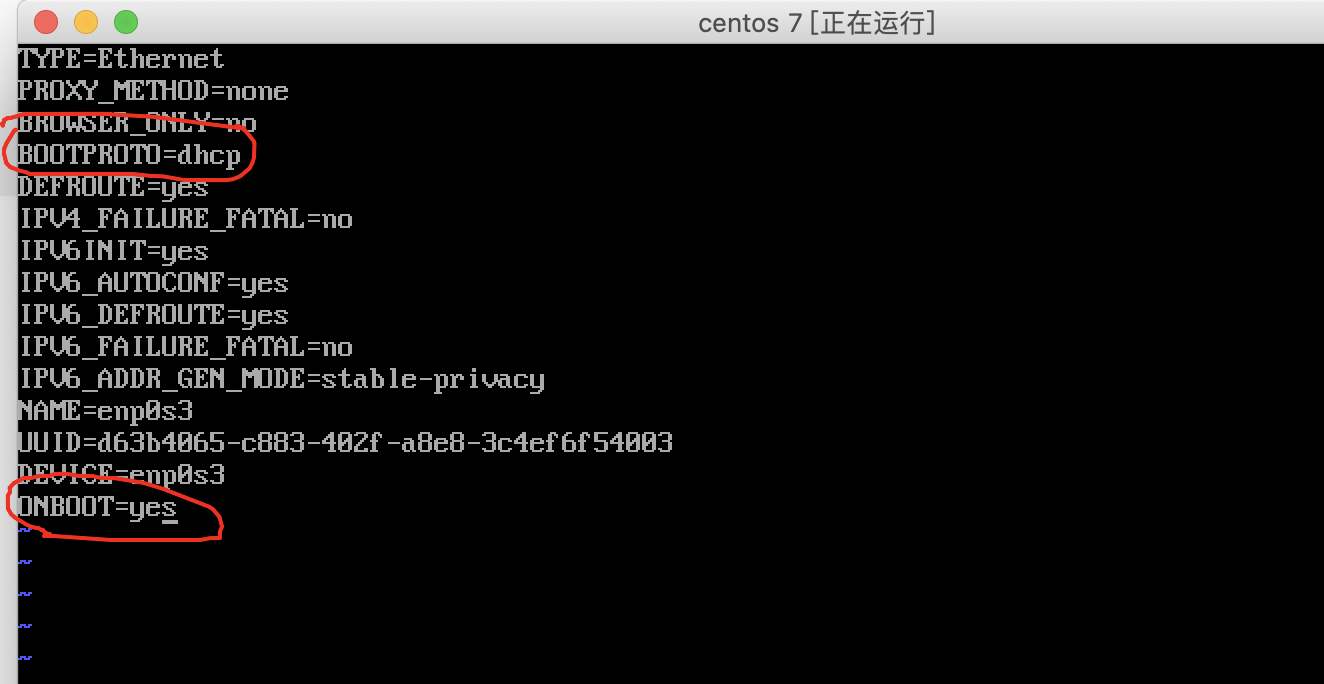 centos 7 [正在运行]
TYPE=Ethernet
PROXY_METHOD=none
BROWSER_ONLY=no
BOOTPROTO=dhcp
DEFROUTE=yes
IPV4_FAILURE_FATAL=no
IPV6INIT=yes
IPV6_AUTOCONF=yes
IPV6_DEFROUTE=yes
IPV6_FAILURE_FATAL=no
IPV6_ADDR_GEN_MODE=stable-privacy
NAME=enp0s3
UUID=d63b4065-c883-402f-a8e8-3c4ef6f54003
DEVICE=enp0s3
ONBOOT=yes
~
~
~
~
~